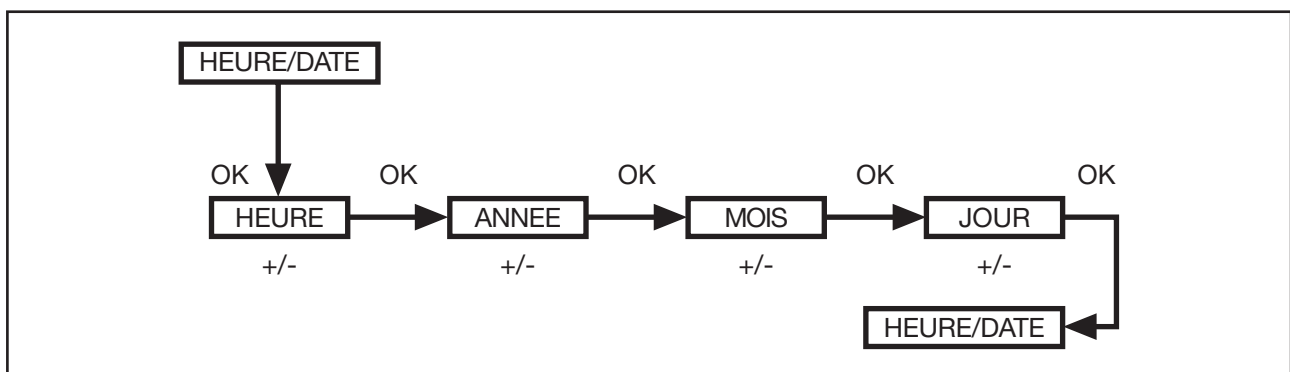 HEURE/DATE
OK OK OK OK OK
HEURE ANNEE MOIS JOUR
+/- +/- +/- +/-
HEURE/DATE